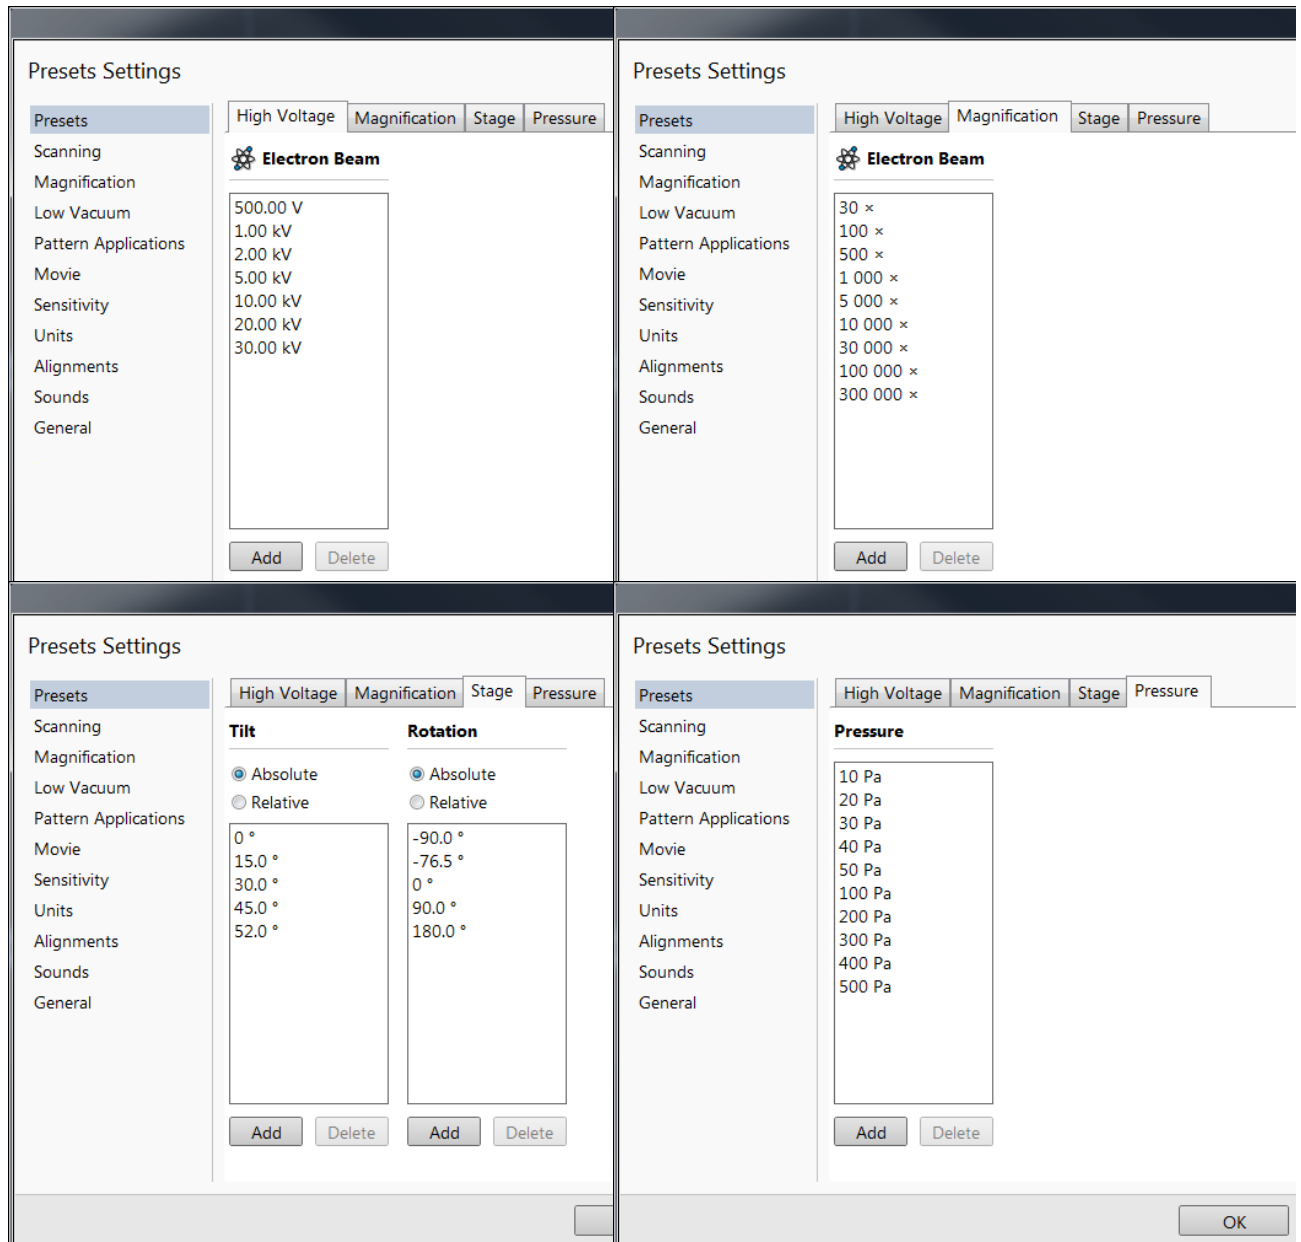 Presets Settings
High Voltage Magnification Stage Pressure
Presets
Scanning
Magnification
Low Vacuum
Pattern Applications
Movie
Sensitivity
Units
Alignments
Sounds
General
Electron Beam
500.00 V
1.00 kV
2.00 kV
5.00 kV
10.00 kV
20.00 kV
30.00 kV
Add Delete
Presets Settings
High Voltage Magnification Stage Pressure
Presets
Scanning
Magnification
Low Vacuum
Pattern Applications
Movie
Sensitivity
Units
Alignments
Sounds
General
Electron Beam
30 ×
100 ×
500 ×
1 000 ×
5 000 ×
10 000 ×
30 000 ×
100 000 ×
300 000 ×
Add Delete
Presets Settings
High Voltage Magnification Stage Pressure
Presets
Scanning
Magnification
Low Vacuum
Pattern Applications
Movie
Sensitivity
Units
Alignments
Sounds
General
Tilt
Absolute
Relative
0 °
15.0 °
30.0 °
45.0 °
52.0 °
Add Delete
Rotation
Absolute
Relative
-90.0 °
-76.5 °
0 °
90.0 °
180.0 °
Add Delete
Presets Settings
High Voltage Magnification Stage Pressure
Presets
Scanning
Magnification
Low Vacuum
Pattern Applications
Movie
Sensitivity
Units
Alignments
Sounds
General
Pressure
10 Pa
20 Pa
30 Pa
40 Pa
50 Pa
100 Pa
200 Pa
300 Pa
400 Pa
500 Pa
Add Delete
OK